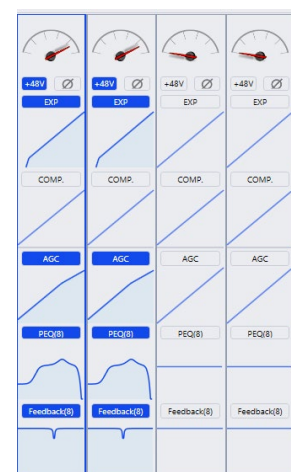 +48V Ø +48V Ø +48V Ø +48V Ø
EXP EXP EXP EXP
COMP. COMP. COMP. COMP.
AGC AGC AGC AGC
PEQ(8) PEQ(8) PEQ(8) PEQ(8)
Feedback(8) Feedback(8) Feedback(8) Feedback(8)